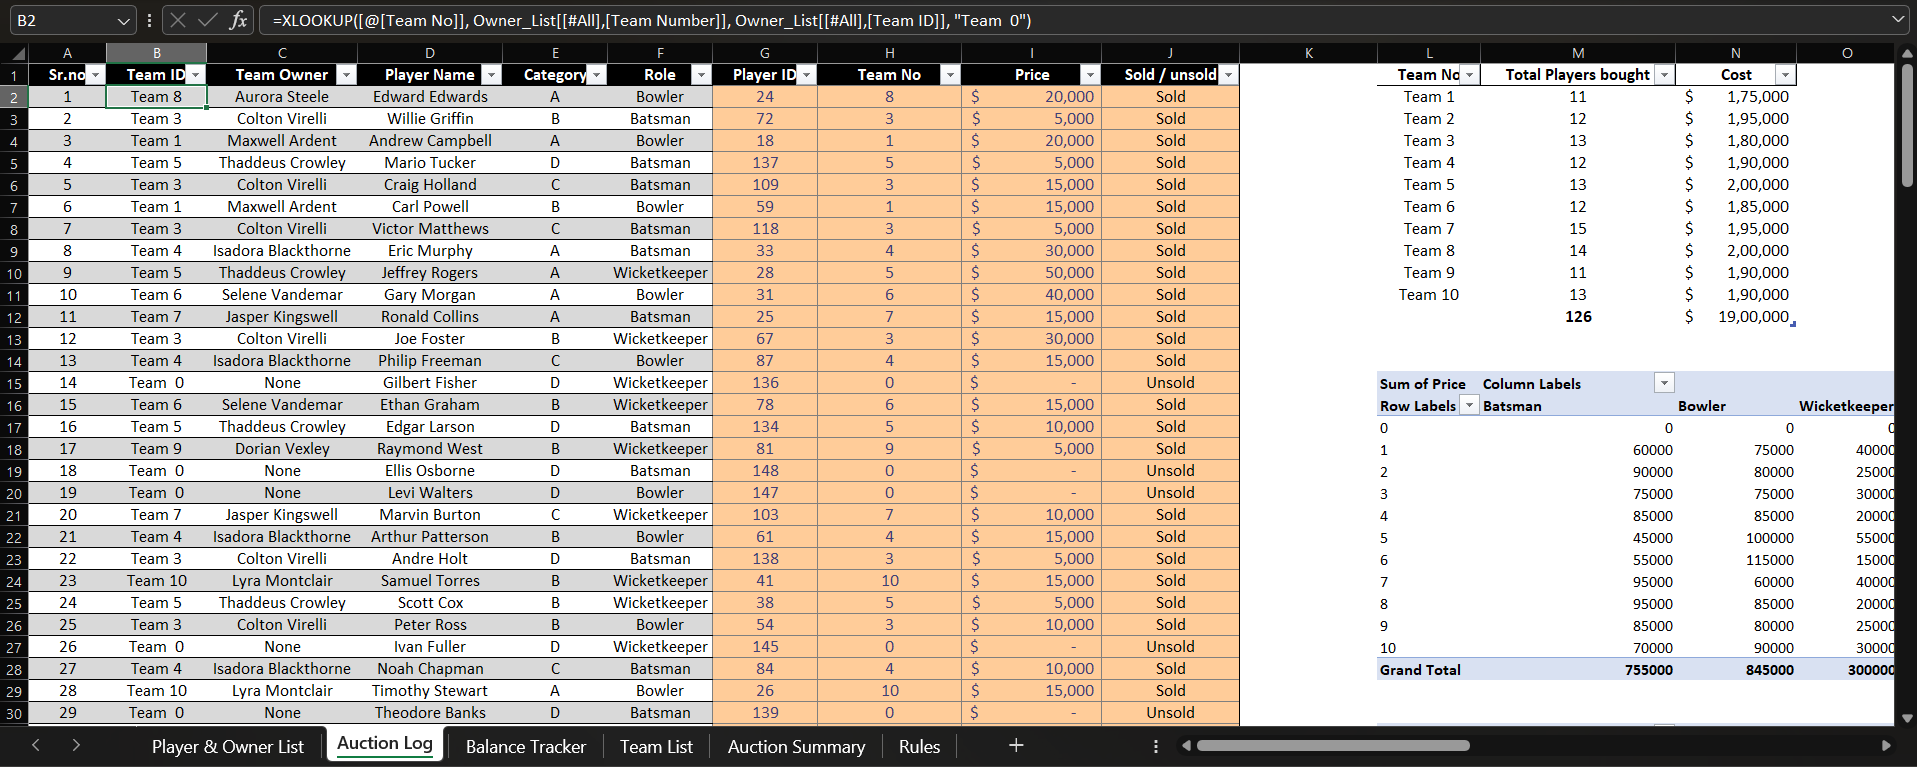 B2 fx =XLOOKUP([@[Team No]], Owner_List[[#All],[Team Number]], Owner_List[[#All],[Team ID]], "Team  0")
A B C D E F G H I J K L M N O
1 Sr.no Team ID Team Owner Player Name Category Role Player ID Team No Price Sold / unsold Team No Total Players bought Cost
2 1 Team 8 Aurora Steele Edward Edwards A Bowler 24 8 $ 20,000 Sold Team 1 11 $ 1,75,000
3 2 Team 3 Colton Virelli Willie Griffin B Batsman 72 3 $ 5,000 Sold Team 2 12 $ 1,95,000
4 3 Team 1 Maxwell Ardent Andrew Campbell A Bowler 18 1 $ 20,000 Sold Team 3 13 $ 1,80,000
5 4 Team 5 Thaddeus Crowley Mario Tucker D Batsman 137 5 $ 5,000 Sold Team 4 12 $ 1,90,000
6 5 Team 3 Colton Virelli Craig Holland C Batsman 109 3 $ 15,000 Sold Team 5 13 $ 2,00,000
7 6 Team 1 Maxwell Ardent Carl Powell B Bowler 59 1 $ 15,000 Sold Team 6 12 $ 1,85,000
8 7 Team 3 Colton Virelli Victor Matthews C Batsman 118 3 $ 5,000 Sold Team 7 15 $ 1,95,000
9 8 Team 4 Isadora Blackthorne Eric Murphy A Batsman 33 4 $ 30,000 Sold Team 8 14 $ 2,00,000
10 9 Team 5 Thaddeus Crowley Jeffrey Rogers A Wicketkeeper 28 5 $ 50,000 Sold Team 9 11 $ 1,90,000
11 10 Team 6 Selene Vandemar Gary Morgan A Bowler 31 6 $ 40,000 Sold Team 10 13 $ 1,90,000
12 11 Team 7 Jasper Kingswell Ronald Collins A Batsman 25 7 $ 15,000 Sold 126 $ 19,00,000
13 12 Team 3 Colton Virelli Joe Foster B Wicketkeeper 67 3 $ 30,000 Sold
14 13 Team 4 Isadora Blackthorne Philip Freeman C Bowler 87 4 $ 15,000 Sold
15 14 Team  0 None Gilbert Fisher D Wicketkeeper 136 0 $ - Unsold Sum of Price Column Labels
16 15 Team 6 Selene Vandemar Ethan Graham B Wicketkeeper 78 6 $ 15,000 Sold Row Labels Batsman Bowler Wicketkeeper
17 16 Team 5 Thaddeus Crowley Edgar Larson D Batsman 134 5 $ 10,000 Sold 0 0 0 0
18 17 Team 9 Dorian Vexley Raymond West B Wicketkeeper 81 9 $ 5,000 Sold 1 60000 75000 40000
19 18 Team  0 None Ellis Osborne D Batsman 148 0 $ - Unsold 2 90000 80000 25000
20 19 Team  0 None Levi Walters D Bowler 147 0 $ - Unsold 3 75000 75000 30000
21 20 Team 7 Jasper Kingswell Marvin Burton C Wicketkeeper 103 7 $ 10,000 Sold 4 85000 85000 20000
22 21 Team 4 Isadora Blackthorne Arthur Patterson B Bowler 61 4 $ 15,000 Sold 5 45000 100000 55000
23 22 Team 3 Colton Virelli Andre Holt D Batsman 138 3 $ 5,000 Sold 6 55000 115000 15000
24 23 Team 10 Lyra Montclair Samuel Torres B Wicketkeeper 41 10 $ 15,000 Sold 7 95000 60000 40000
25 24 Team 5 Thaddeus Crowley Scott Cox B Wicketkeeper 38 5 $ 5,000 Sold 8 95000 85000 20000
26 25 Team 3 Colton Virelli Peter Ross B Bowler 54 3 $ 10,000 Sold 9 85000 80000 25000
27 26 Team  0 None Ivan Fuller D Wicketkeeper 145 0 $ - Unsold 10 70000 90000 30000
28 27 Team 4 Isadora Blackthorne Noah Chapman C Batsman 84 4 $ 10,000 Sold Grand Total 755000 845000 300000
29 28 Team 10 Lyra Montclair Timothy Stewart A Bowler 26 10 $ 15,000 Sold
30 29 Team  0 None Theodore Banks D Batsman 139 0 $ - Unsold
Player & Owner List Auction Log Balance Tracker Team List Auction Summary Rules +